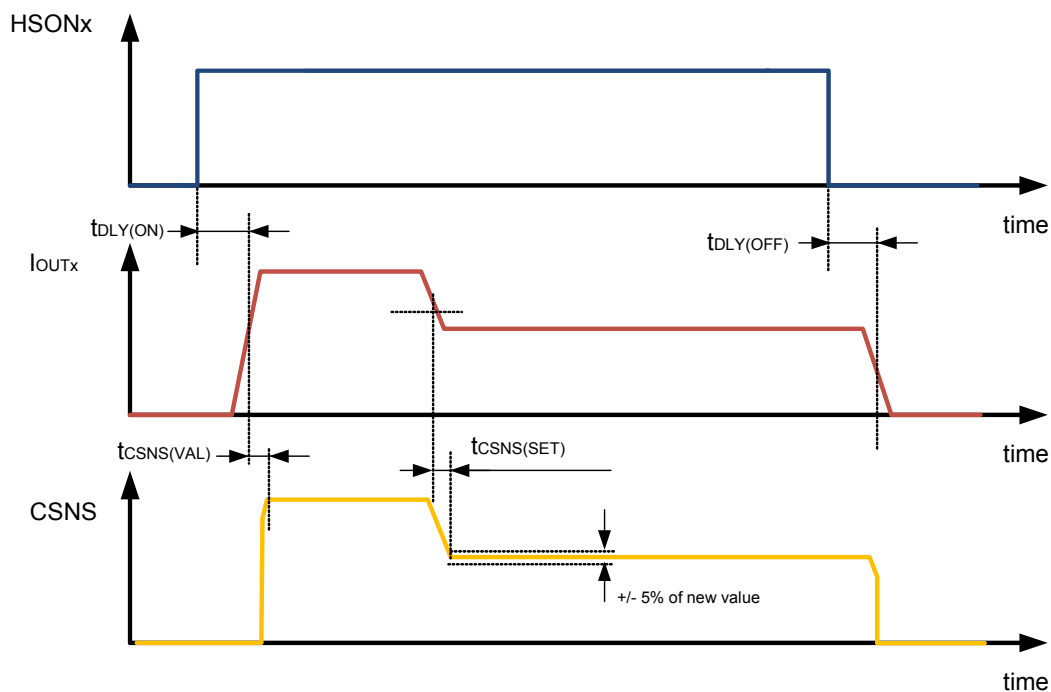 HSONx
time
tDLY(ON)
tDLY(OFF)
IOUTx
time
tCSNS(VAL)
tCSNS(SET)
CSNS
+/- 5% of new value
time